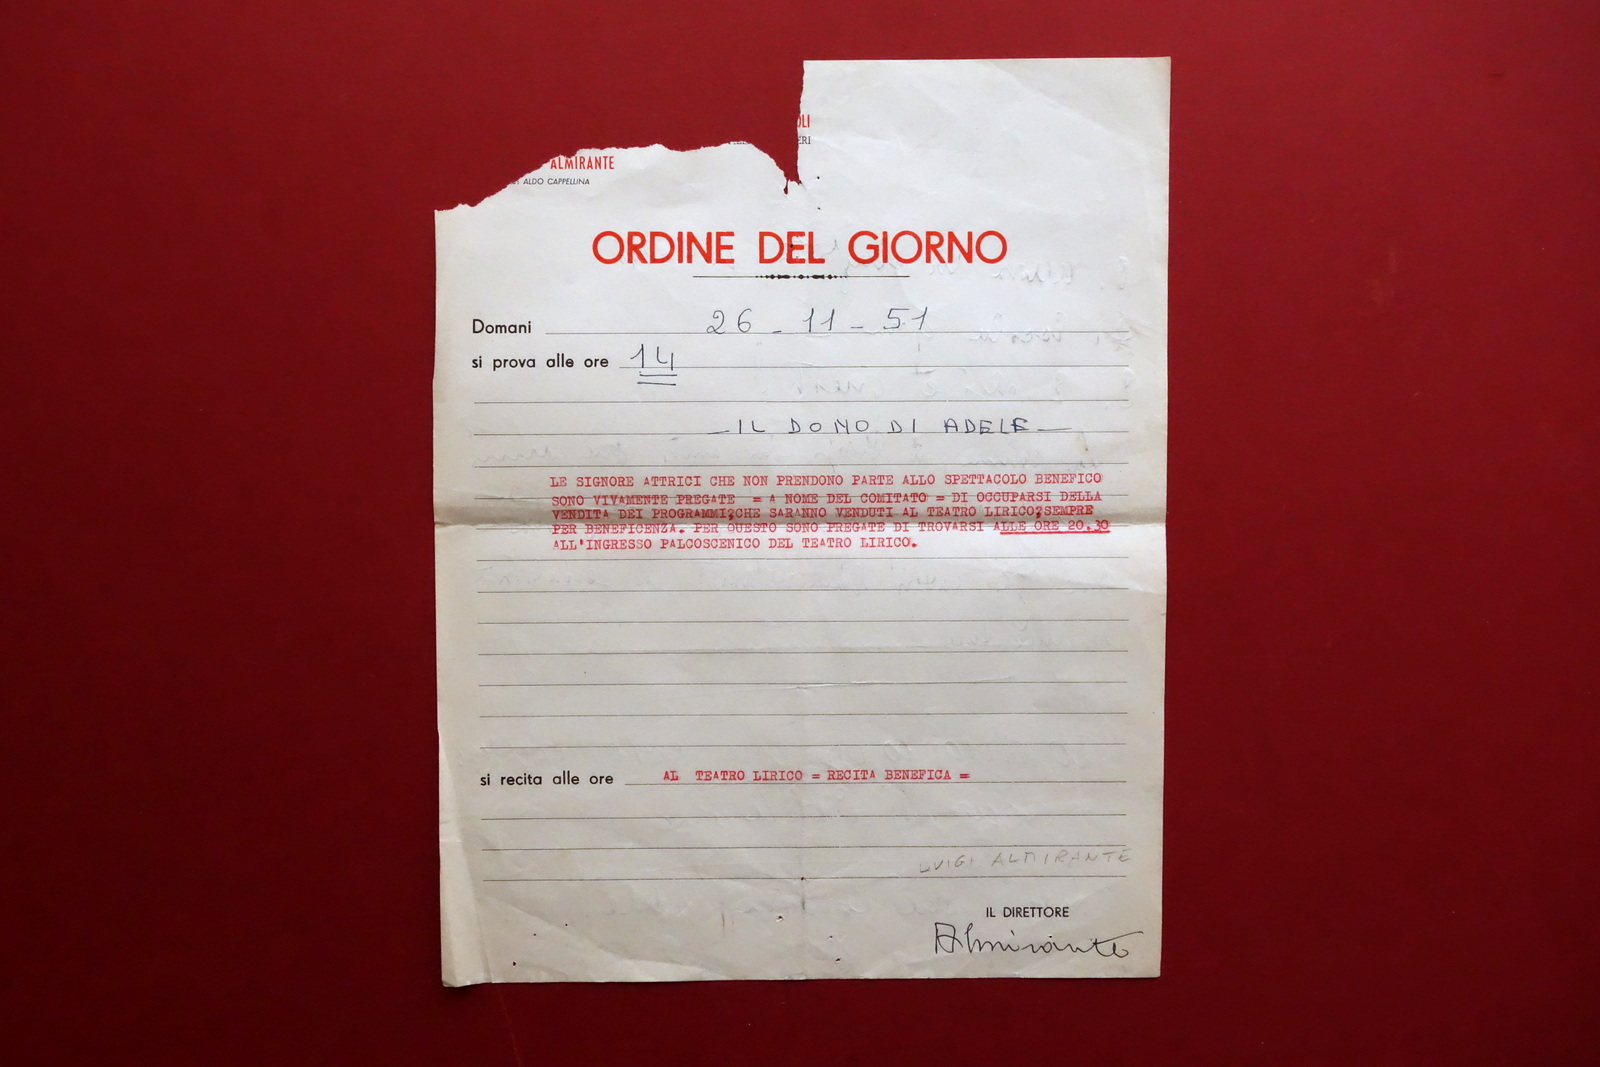 OLI
ERI
ALMIRANTE
ALDO CAPPELLINA
ORDINE DEL GIORNO
Domani 26 - 11 - 51
si prova alle ore 14
- IL DONO DI ADELE -
LE SIGNORE ATTRICI CHE NON PRENDONO PARTE ALLO SPETTACOLO BENEFICO
SONO VIVAMENTE PREGATE = A NOME DEL COMITATO = DI OCCUPARSI DELLA
VENDITA DEI PROGRAMMI;CHE SARANNO VENDUTI AL TEATRO LIRICO;SEMPRE
PER BENEFICENZA. PER QUESTO SONO PREGATE DI TROVARSI ALLE ORE 20.30
ALL'INGRESSO PALCOSCENICO DEL TEATRO LIRICO.
si recita alle ore AL TEATRO LIRICO = RECITA BENEFICA =
LUIGI ALMIRANTE
IL DIRETTORE
Almirante